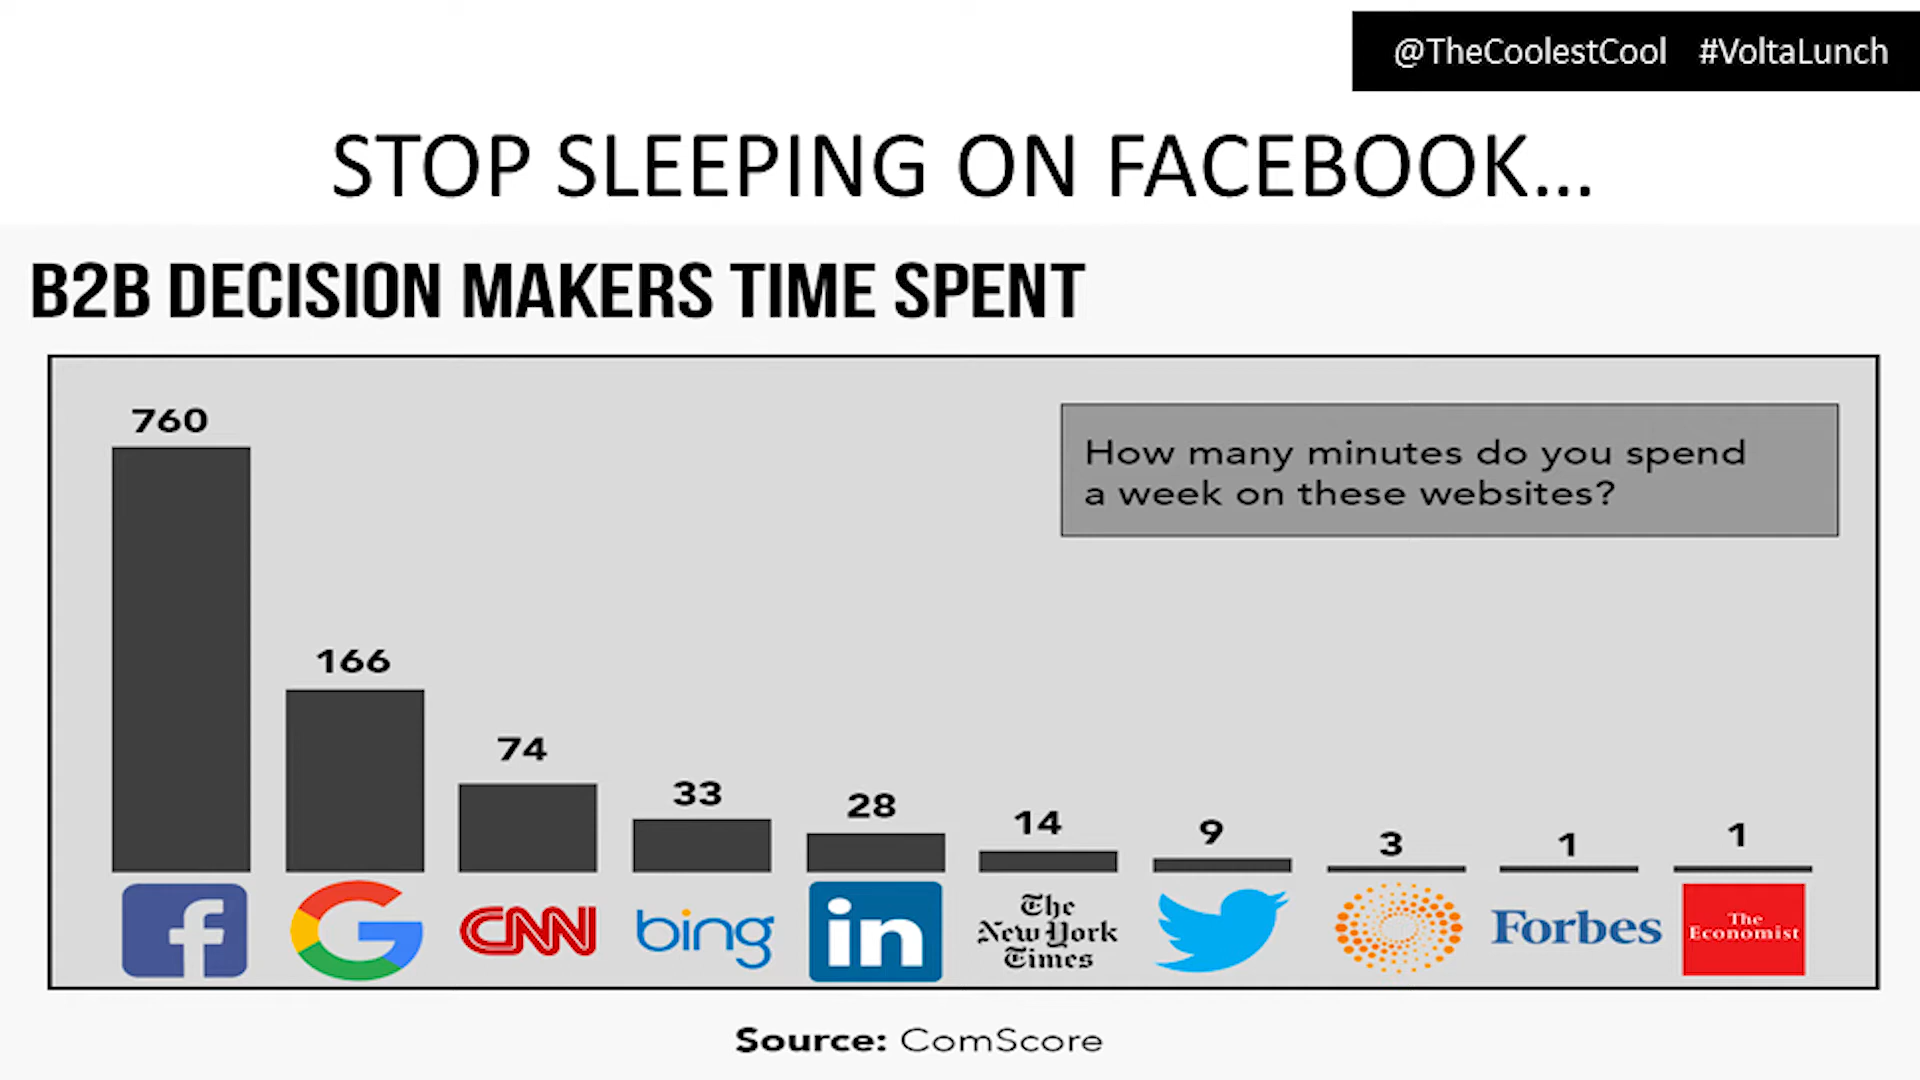 @TheCoolestCool #VoltaLunch
STOP SLEEPING ON FACEBOOK...
B2B DECISION MAKERS TIME SPENT
How many minutes do you spend
a week on these websites?
760
166
74
33
28
14
9
3
1
1
f
G
CNN
bing
in
The
New York
Times
Forbes
The
Economist
Source: ComScore